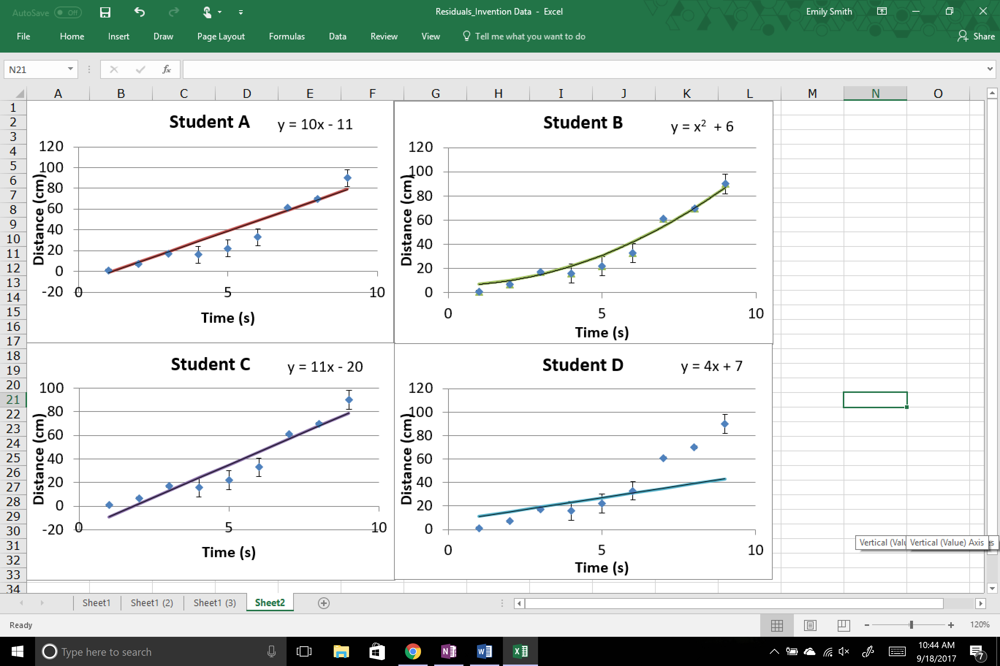 AutoSave Off
Residuals_Invention Data - Excel
Emily Smith
File Home Insert Draw Page Layout Formulas Data Review View Tell me what you want to do Share
N21 fx
A B C D E F G H I J K L M N O
1
2
3
4
5
6
7
8
9
10
11
12
13
14
15
16
17
18
19
20
21
22
23
24
25
26
27
28
29
30
31
32
33
34
Student A y = 10x - 11
120
100
80
60
40
20
0
-20
0 5 10
Distance (cm)
Time (s)
Student B y = x² + 6
120
100
80
60
40
20
0
0 5 10
Distance (cm)
Time (s)
Student C y = 11x - 20
100
80
60
40
20
0
-20
0 5 10
Distance (cm)
Time (s)
Student D y = 4x + 7
120
100
80
60
40
20
0
0 5 10
Distance (cm)
Time (s)
Vertical (Valu Vertical (Value) Axis es
Sheet1 Sheet1 (2) Sheet1 (3) Sheet2
Ready 120%
Type here to search
10:44 AM
9/18/2017
7